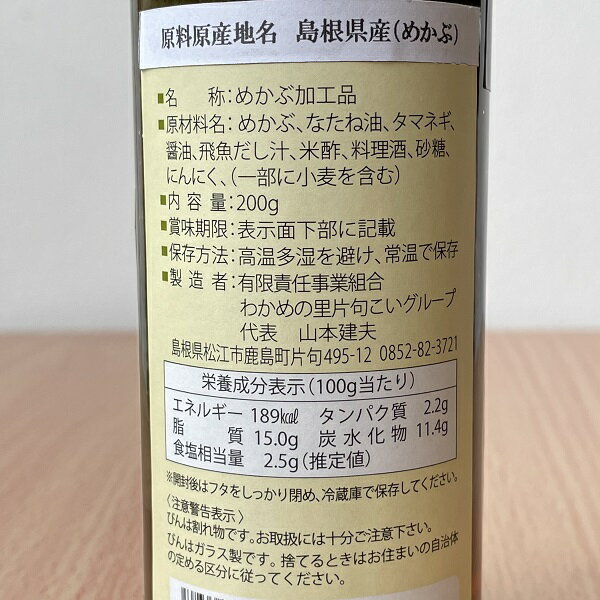 原料原産地名 島根県産(めかぶ)
■名 称:めかぶ加工品
■原材料名:めかぶ、なたね油、タマネギ、
醤油、飛魚だし汁、米酢、料理酒、砂糖、
にんにく、(一部に小麦を含む)
■内容量:200g
■賞味期限:表示面下部に記載
■保存方法:高温多湿を避け、常温で保存
■製造者:有限責任事業組合
わかめの里片句こいグループ
代表 山本建夫
島根県松江市鹿島町片句495-12 0852-82-3721
栄養成分表示(100g当たり)
エネルギー 189㎉ タンパク質 2.2g
脂質 15.0g 炭水化物 11.4g
食塩相当量 2.5g(推定値)
※開封後はフタをしっかり閉め、冷蔵庫で保存してください。
〈注意警告表示〉
びんは割れ物です。お取扱には十分ご注意下さい。
びんはガラス製です。捨てるときはお住まいの自治体
の定める区分に従ってください。